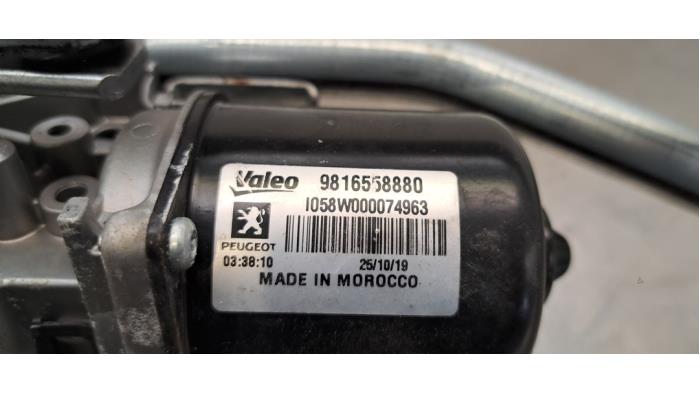 Valeo 9816558880
I058W000074963
PEUGEOT
03:38:10 25/10/19
MADE IN MOROCCO